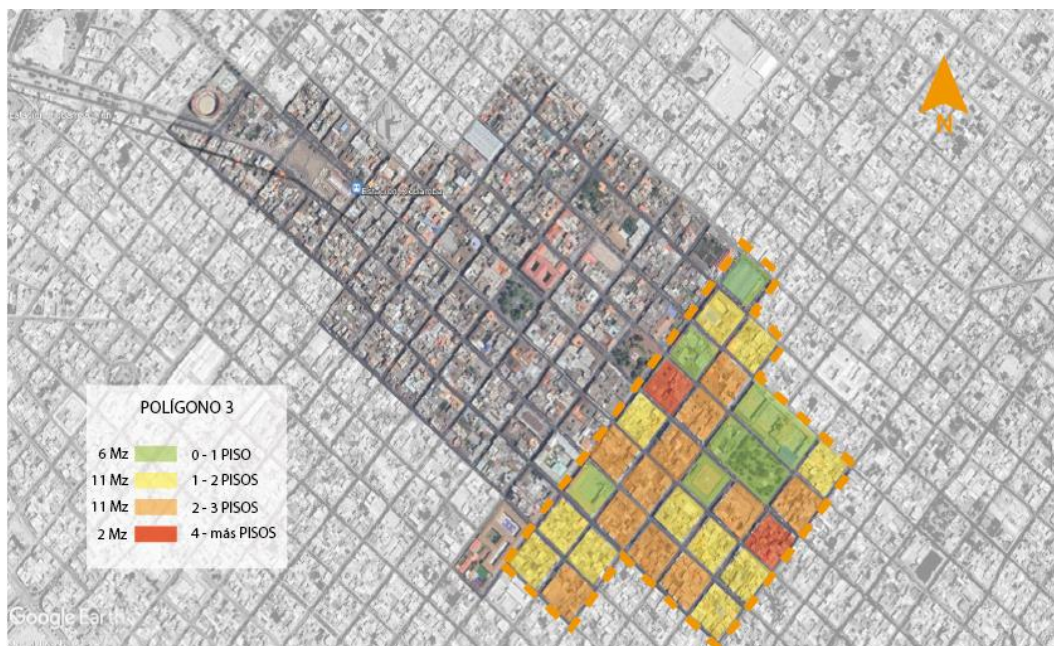 N
POLÍGONO 3
6 Mz 0 - 1 PISO
11 Mz 1 - 2 PISOS
11 Mz 2 - 3 PISOS
2 Mz 4 - más PISOS
Google Earth